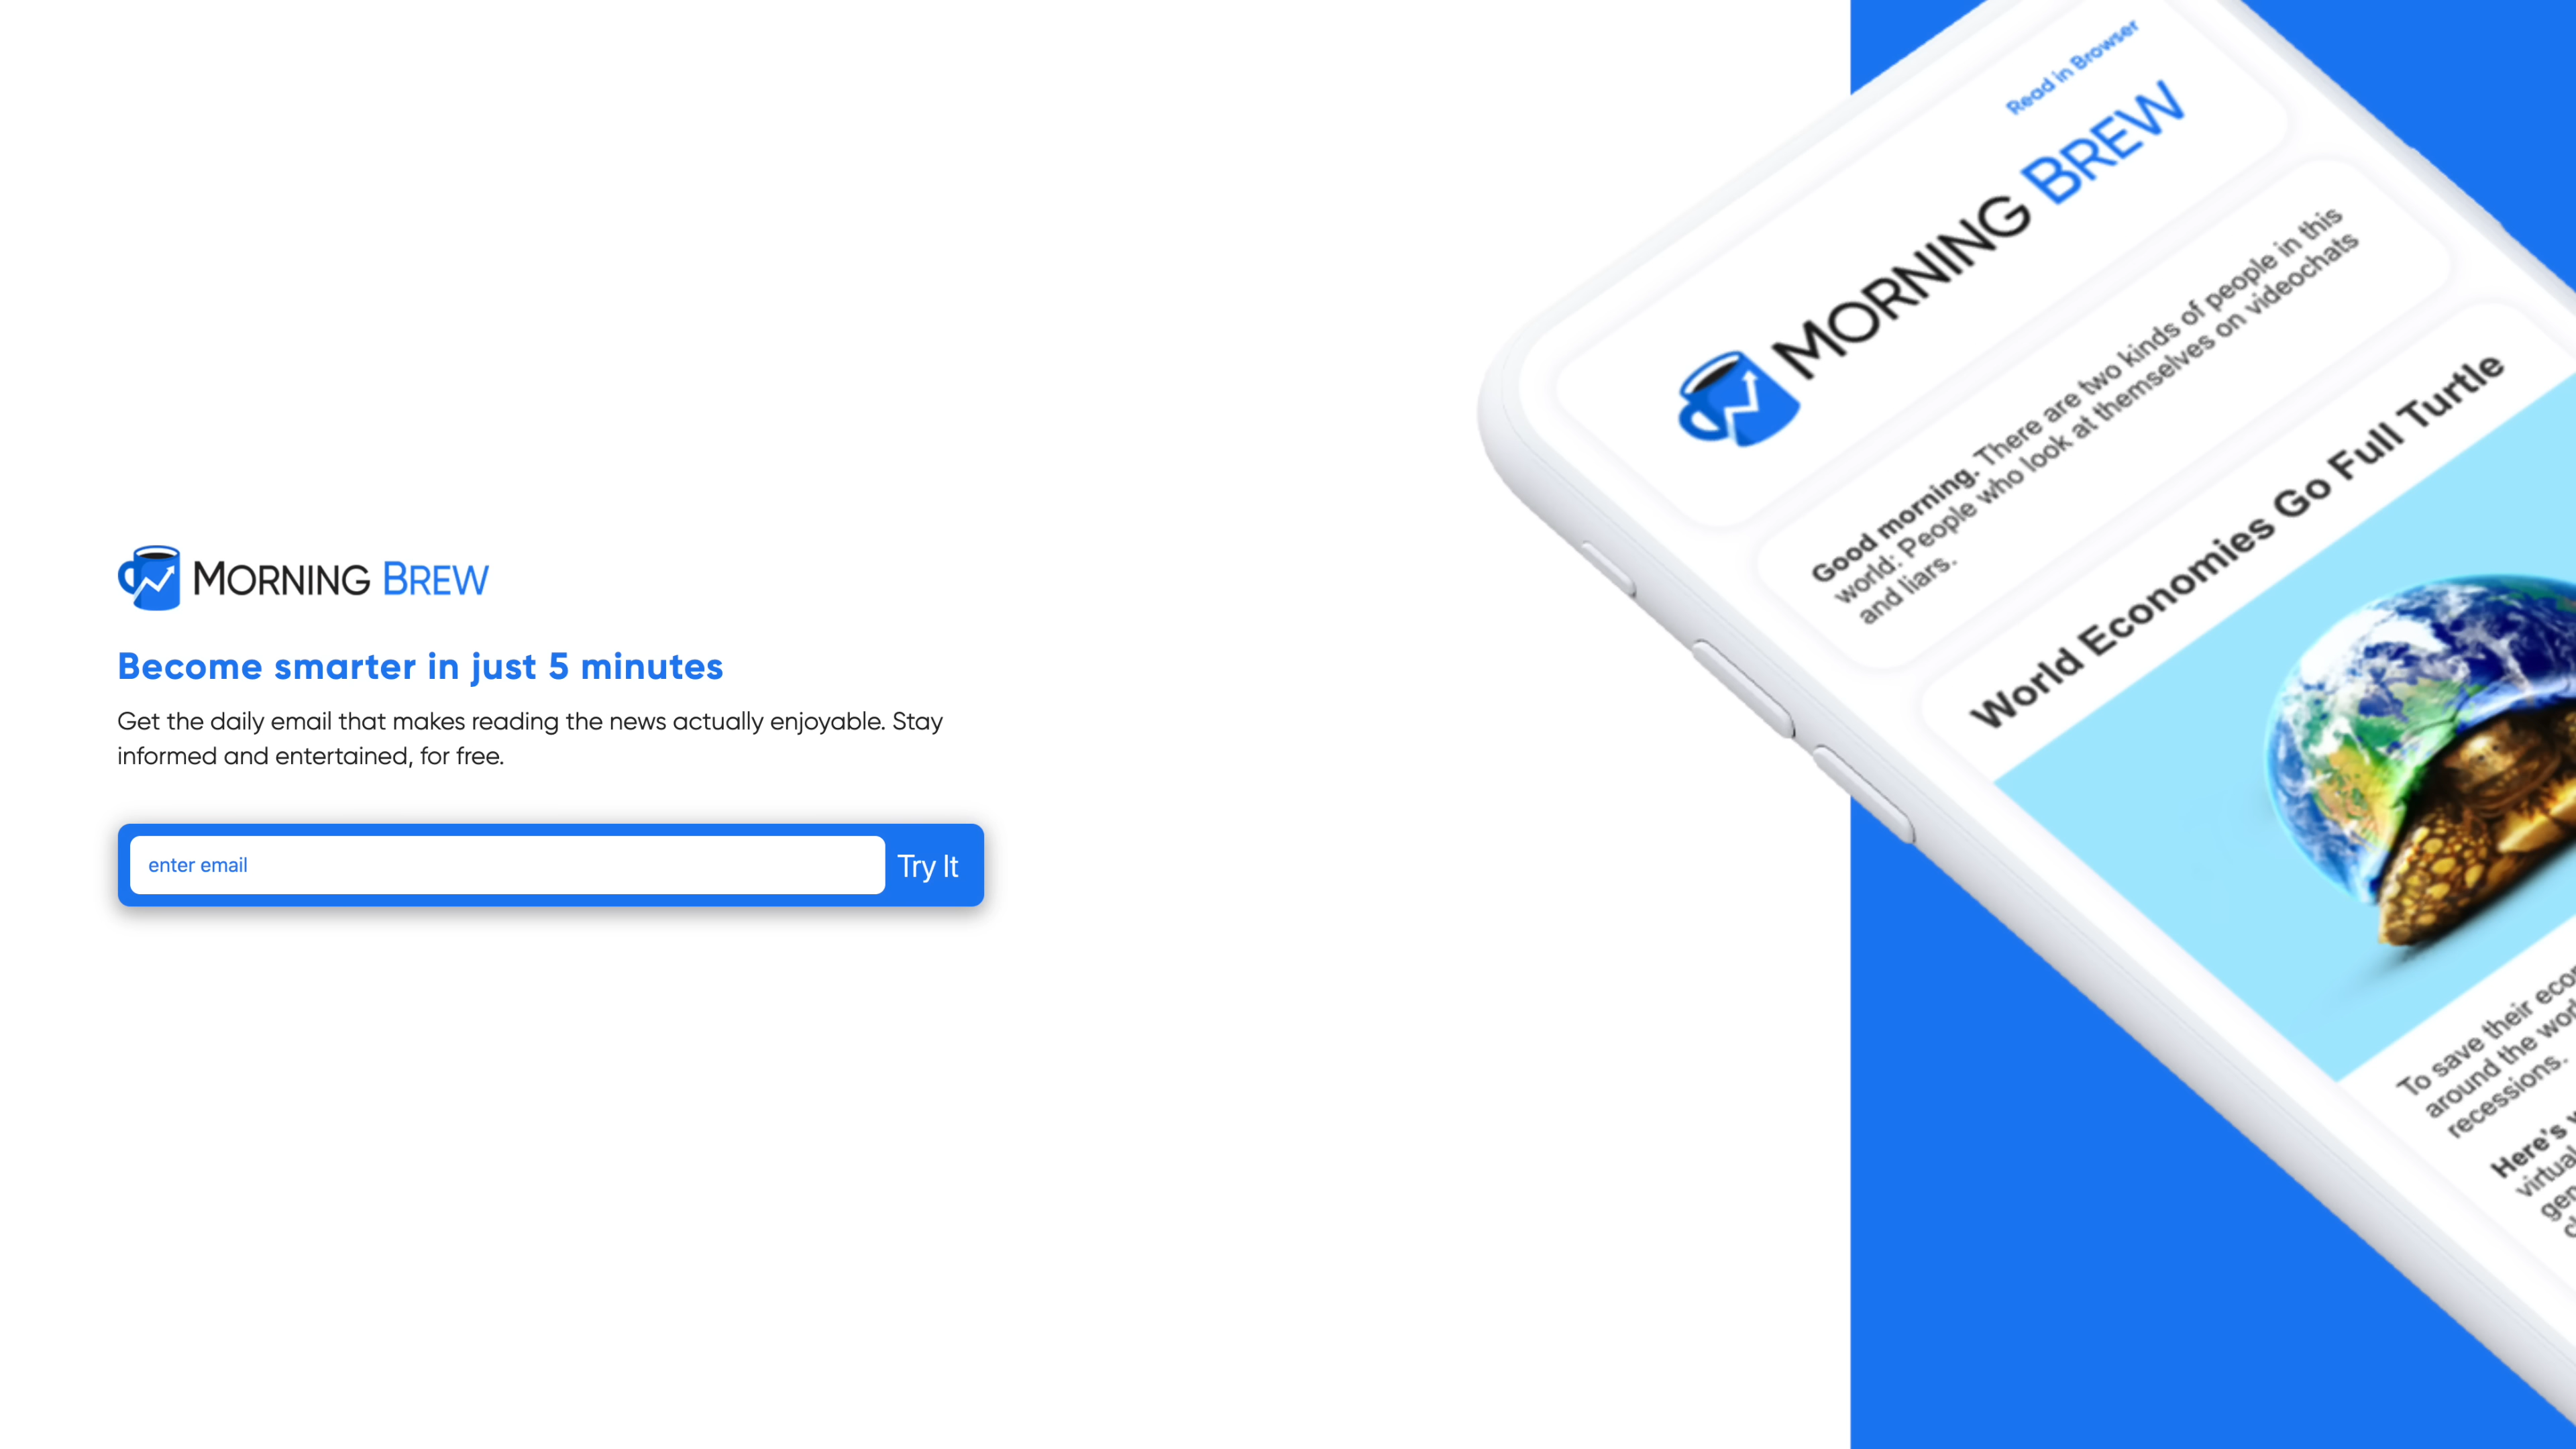 MORNING BREW
Become smarter in just 5 minutes
Get the daily email that makes reading the news actually enjoyable. Stay
informed and entertained, for free.
enter email
Try It
Read in Browser
MORNING BREW
Good morning. There are two kinds of people in this
world: People who look at themselves on videochats
and liars.
World Economies Go Full Turtle
To save their
around the
recessions.
Here's